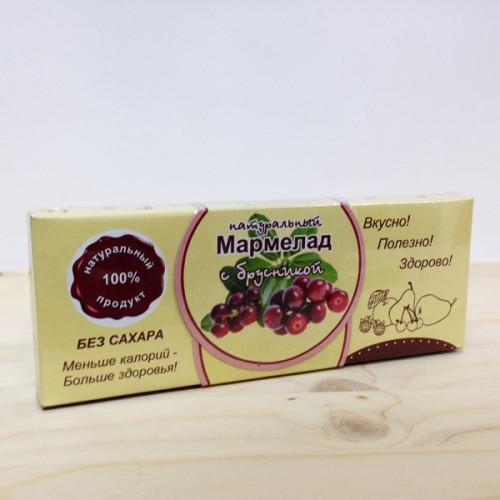 натуральный
100%
продукт
БЕЗ САХАРА
Меньше калорий -
Больше здоровья!
натуральный
Мармелад
с брусникой
Вкусно!
Полезно!
Здорово!